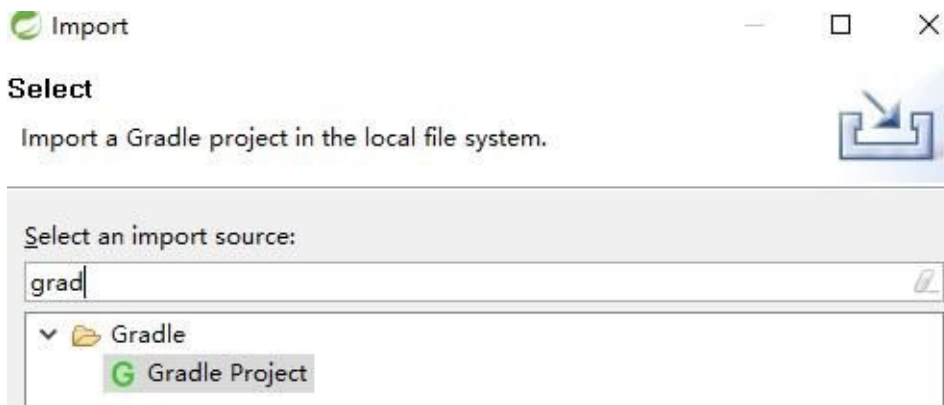 Import
Select
Import a Gradle project in the local file system.
Select an import source:
grad
Gradle
G Gradle Project